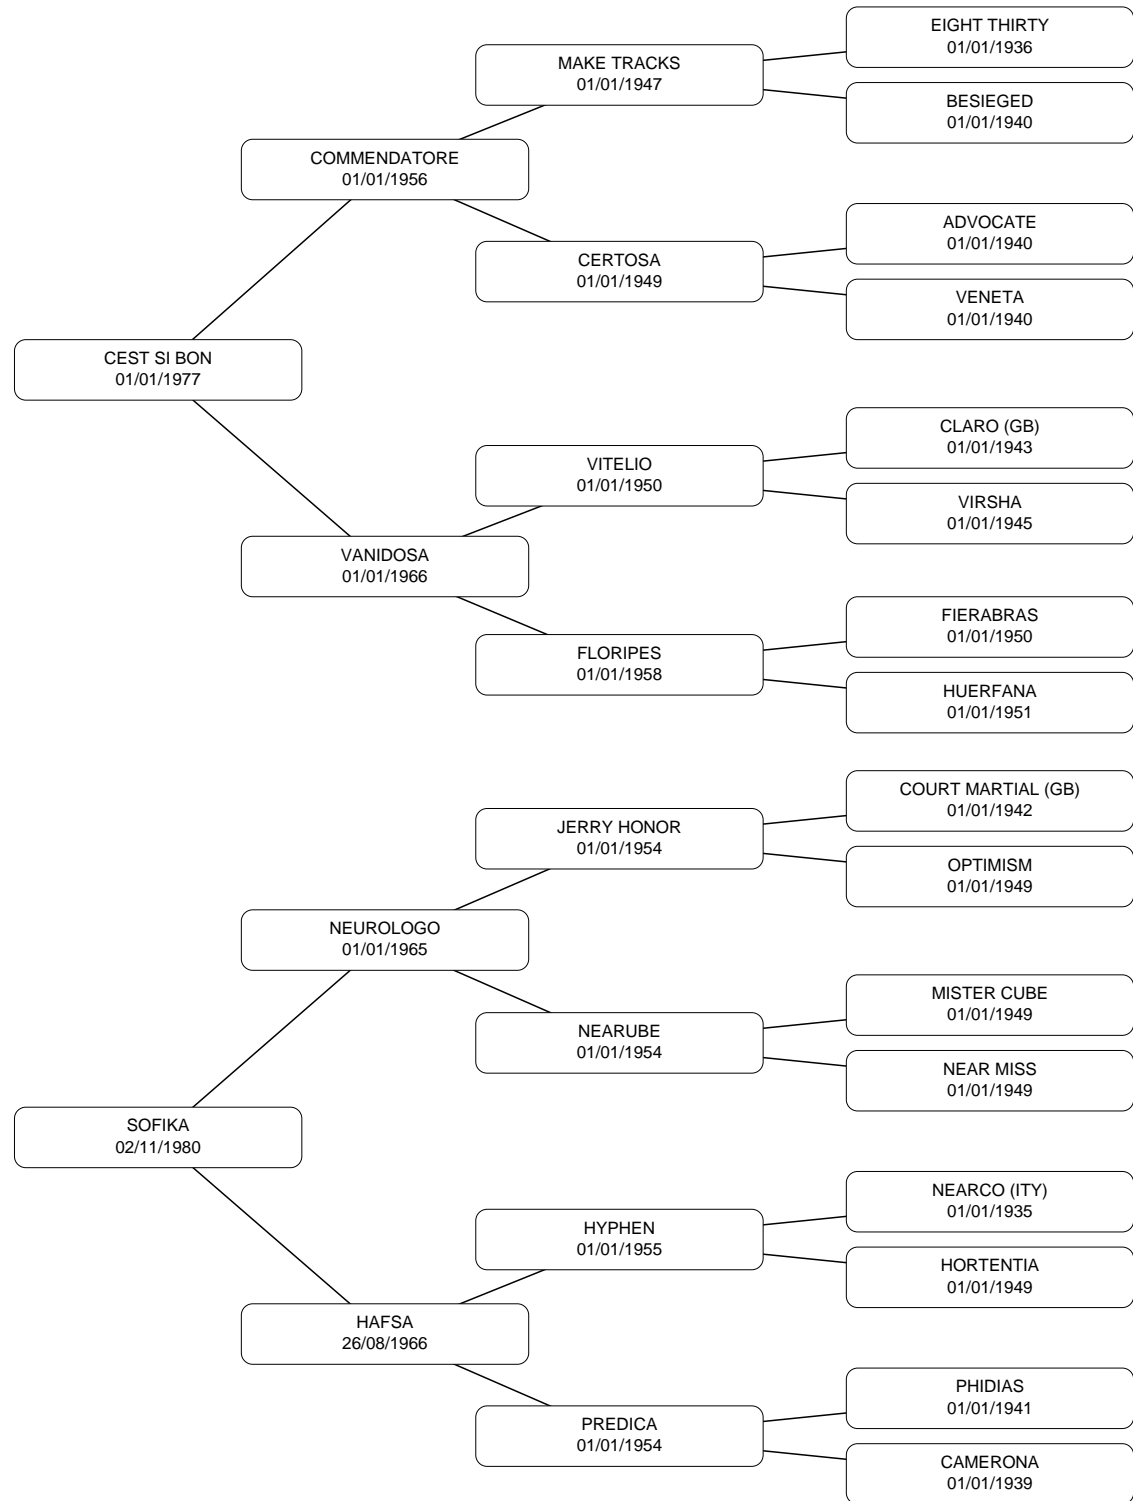 EIGHT THIRTY
01/01/1936
MAKE TRACKS
01/01/1947
BESIEGED
01/01/1940
COMMENDATORE
01/01/1956
ADVOCATE
01/01/1940
CERTOSA
01/01/1949
VENETA
01/01/1940
CEST SI BON
01/01/1977
CLARO (GB)
01/01/1943
VITELIO
01/01/1950
VIRSHA
01/01/1945
VANIDOSA
01/01/1966
FIERABRAS
01/01/1950
FLORIPES
01/01/1958
HUERFANA
01/01/1951
COURT MARTIAL (GB)
01/01/1942
JERRY HONOR
01/01/1954
OPTIMISM
01/01/1949
NEUROLOGO
01/01/1965
MISTER CUBE
01/01/1949
NEARUBE
01/01/1954
NEAR MISS
01/01/1949
SOFIKA
02/11/1980
NEARCO (ITY)
01/01/1935
HYPHEN
01/01/1955
HORTENTIA
01/01/1949
HAFSA
26/08/1966
PHIDIAS
01/01/1941
PREDICA
01/01/1954
CAMERONA
01/01/1939